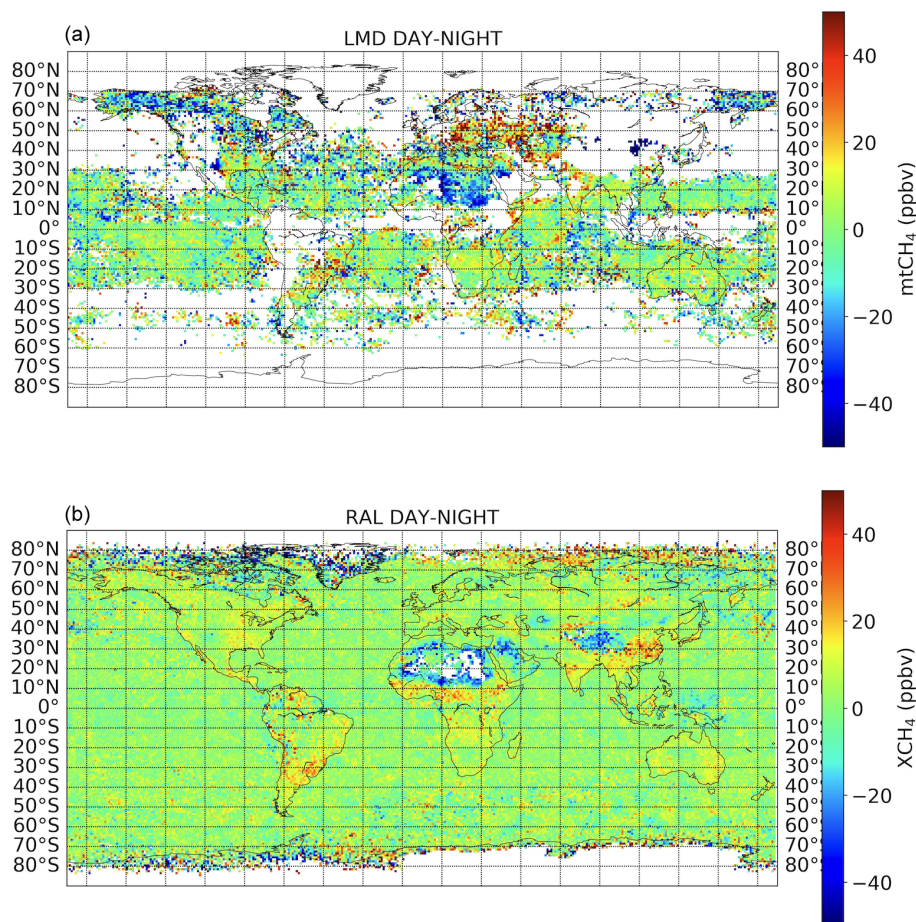 (a)
LMD DAY-NIGHT
80°N 80°N
70°N 70°N
60°N 60°N
50°N 50°N
40°N 40°N
30°N 30°N
20°N 20°N
10°N 10°N
0° 0°
10°S 10°S
20°S 20°S
30°S 30°S
40°S 40°S
50°S 50°S
60°S 60°S
70°S 70°S
80°S 80°S
40
20
0
−20
−40
mtCH₄ (ppbv)
(b)
RAL DAY-NIGHT
80°N 80°N
70°N 70°N
60°N 60°N
50°N 50°N
40°N 40°N
30°N 30°N
20°N 20°N
10°N 10°N
0° 0°
10°S 10°S
20°S 20°S
30°S 30°S
40°S 40°S
50°S 50°S
60°S 60°S
70°S 70°S
80°S 80°S
40
20
0
−20
−40
XCH₄ (ppbv)